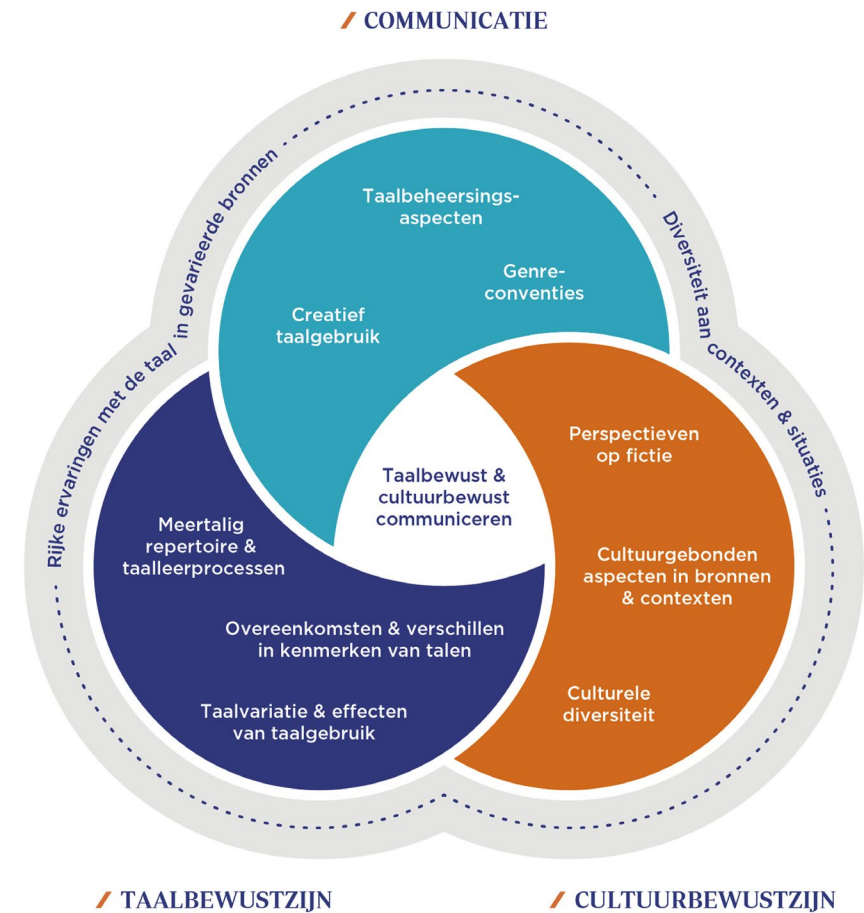 / COMMUNICATIE
Rijke ervaringen met de taal in gevarieerde bronnen
Diversiteit aan contexten & situaties
Taalbeheersings-
aspecten
Genre-
conventies
Creatief
taalgebruik
Perspectieven
op fictie
Taalbewust &
cultuurbewust
communiceren
Meertalig
repertoire &
taalleerprocessen
Cultuurgebonden
aspecten in bronnen
& contexten
Overeenkomsten & verschillen
in kenmerken van talen
Culturele
diversiteit
Taalvariatie & effecten
van taalgebruik
/ TAALBEWUSTZIJN
/ CULTUURBEWUSTZIJN